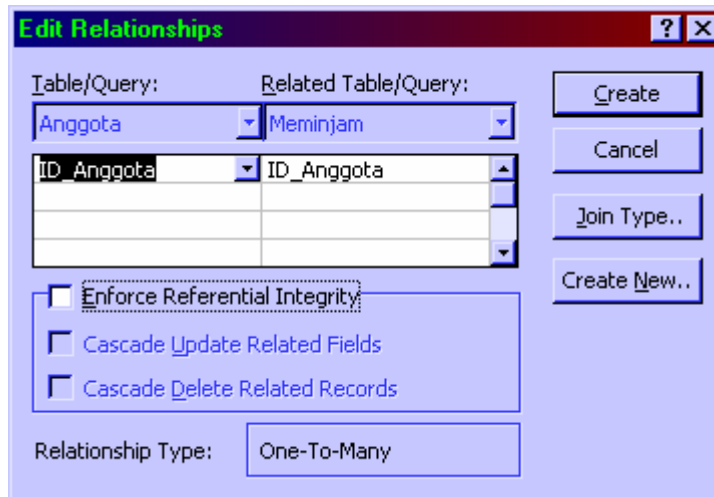 Edit Relationships
Table/Query: Related Table/Query:
Anggota Meminjam
ID_Anggota ID_Anggota
Enforce Referential Integrity
Cascade Update Related Fields
Cascade Delete Related Records
Relationship Type: One-To-Many
Create
Cancel
Join Type..
Create New..